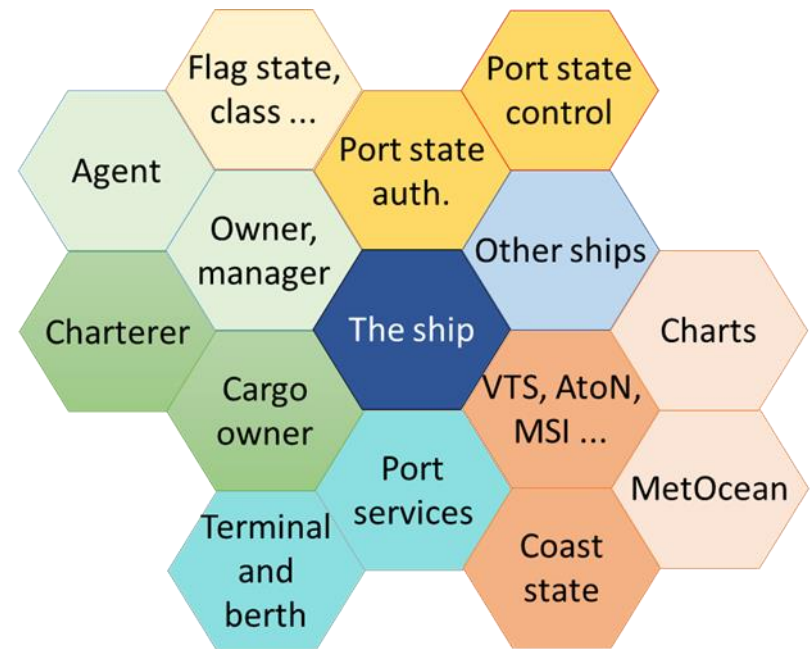 Flag state,
class ...
Port state
control
Agent
Port state
auth.
Owner,
manager
Other ships
Charterer
The ship
Charts
Cargo
owner
VTS, AtoN,
MSI ...
Port
services
MetOcean
Terminal
and
berth
Coast
state